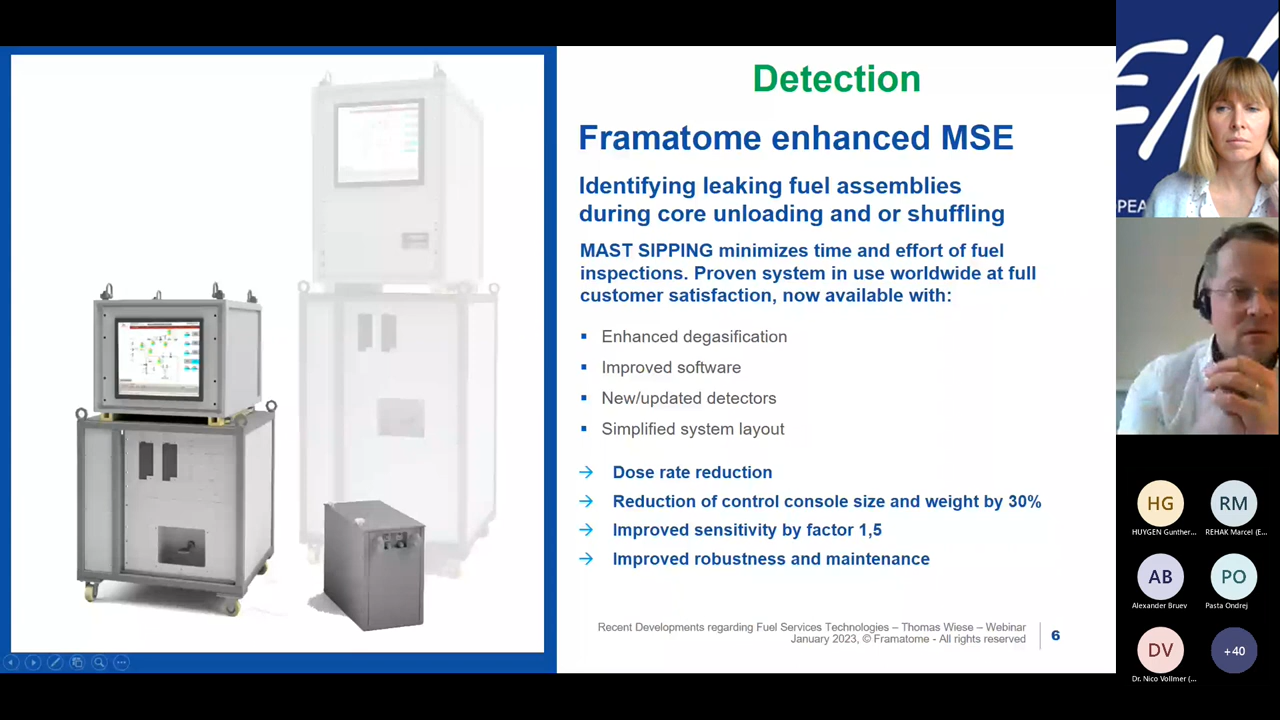 Detection
Framatome enhanced MSE
Identifying leaking fuel assemblies
during core unloading and or shuffling
MAST SIPPING minimizes time and effort of fuel
inspections. Proven system in use worldwide at full
customer satisfaction, now available with:
▪ Enhanced degasification
▪ Improved software
▪ New/updated detectors
▪ Simplified system layout
→ Dose rate reduction
→ Reduction of control console size and weight by 30%
→ Improved sensitivity by factor 1,5
→ Improved robustness and maintenance
Recent Developments regarding Fuel Services Technologies – Thomas Wiese – Webinar
January 2023, © Framatome - All rights reserved
6
HG
HUYGEN Gunther...
RM
REHAK Marcel (E...
AB
Alexander Bruev
PO
Pasta Ondrej
DV
Dr. Nico Vollmer (...
+40